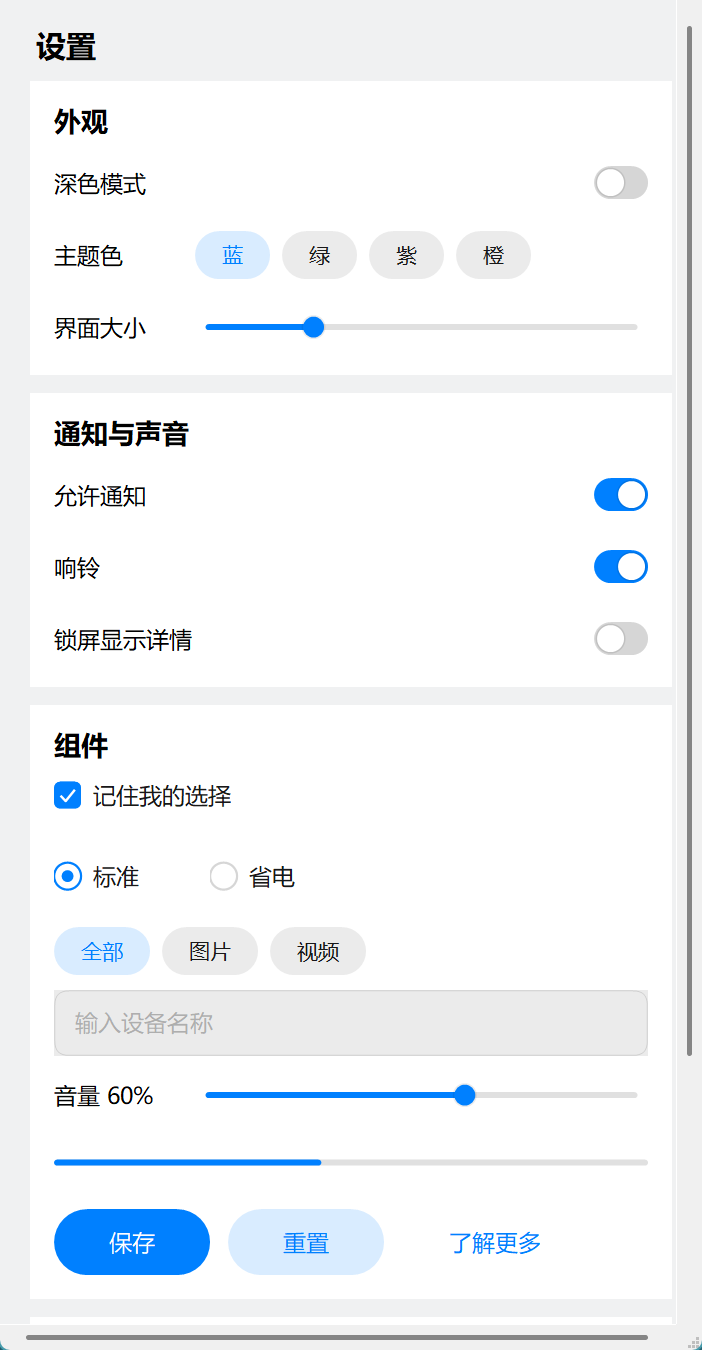 设置
外观
深色模式
主题色 蓝 绿 紫 橙
界面大小
通知与声音
允许通知
响铃
锁屏显示详情
组件
记住我的选择
标准 省电
全部 图片 视频
输入设备名称
音量 60%
保存 重置 了解更多